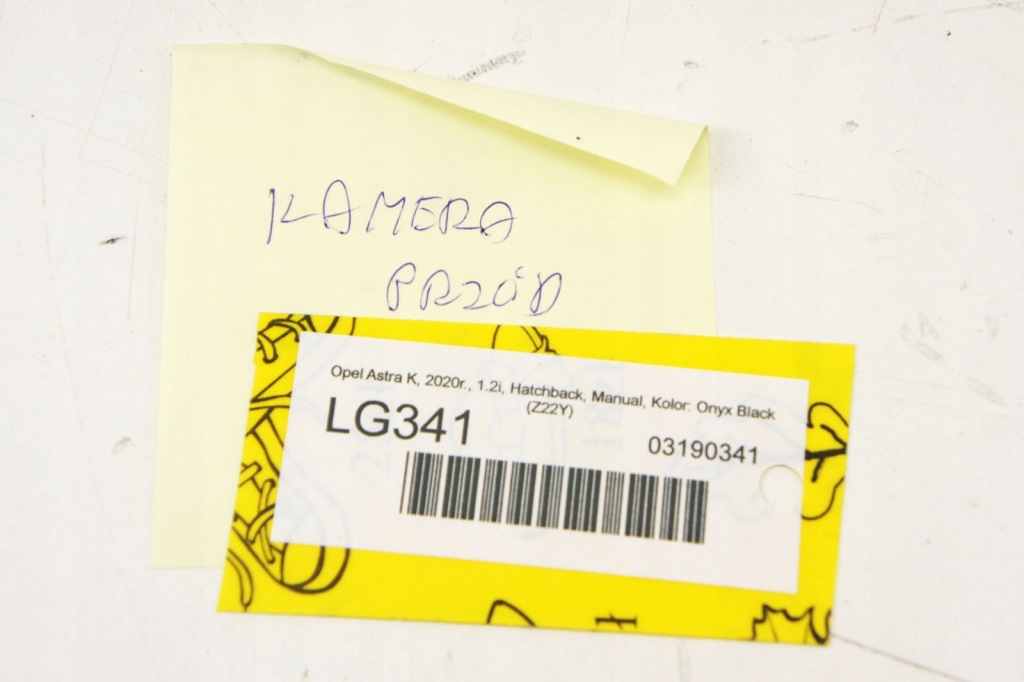 KAMERA
PRZÓD
Opel Astra K, 2020r., 1.2i, Hatchback, Manual, Kolor: Onyx Black
(Z22Y)
LG341
03190341